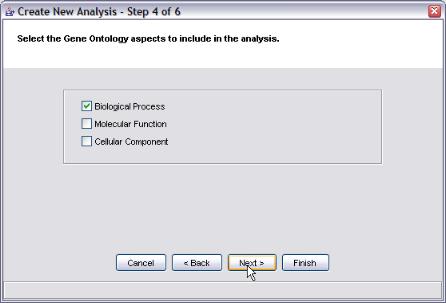 Create New Analysis - Step 4 of 6
Select the Gene Ontology aspects to include in the analysis.
Biological Process
Molecular Function
Cellular Component
Cancel < Back Next > Finish